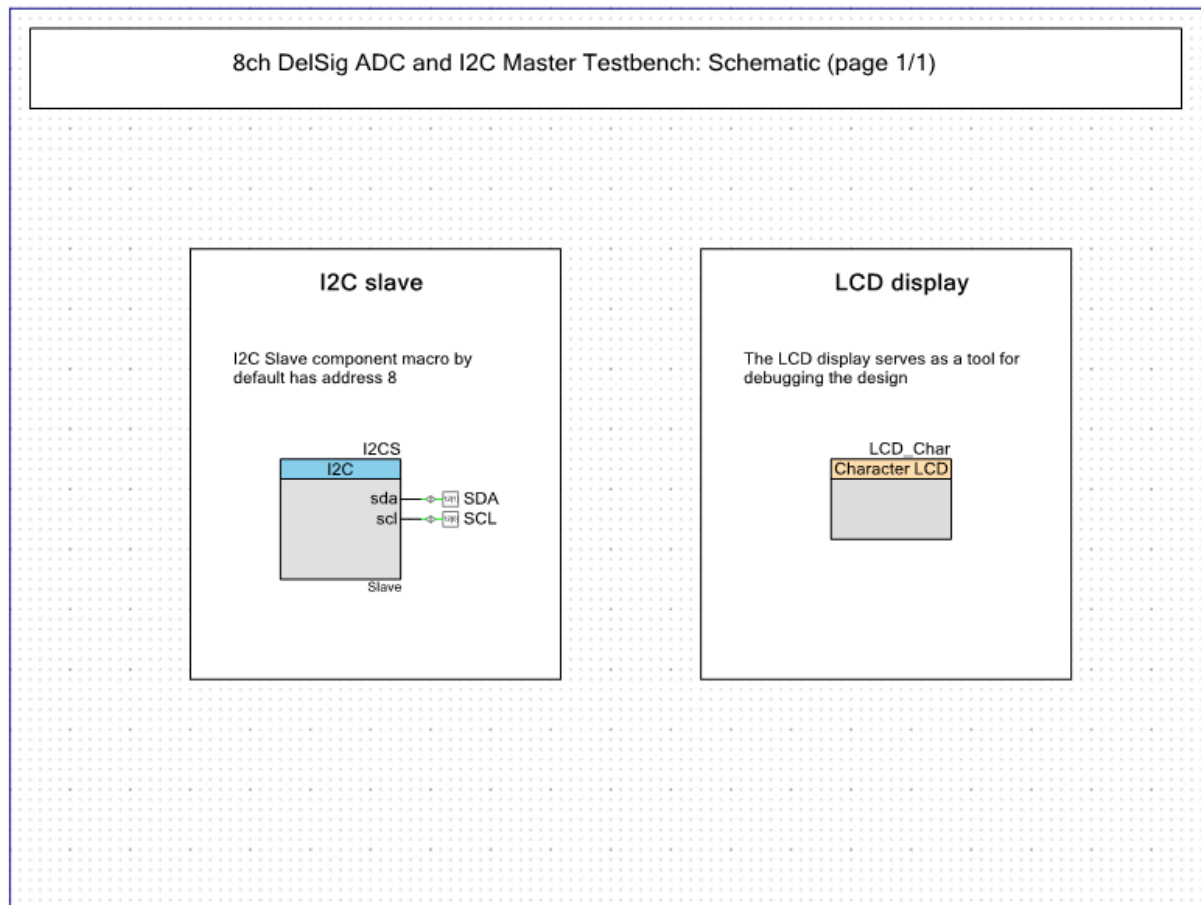 8ch DelSig ADC and I2C Master Testbench: Schematic (page 1/1)
I2C slave
I2C Slave component macro by
default has address 8
I2CS
I2C
sda
SDA
scl
SCL
Slave
LCD display
The LCD display serves as a tool for
debugging the design
LCD_Char
Character LCD